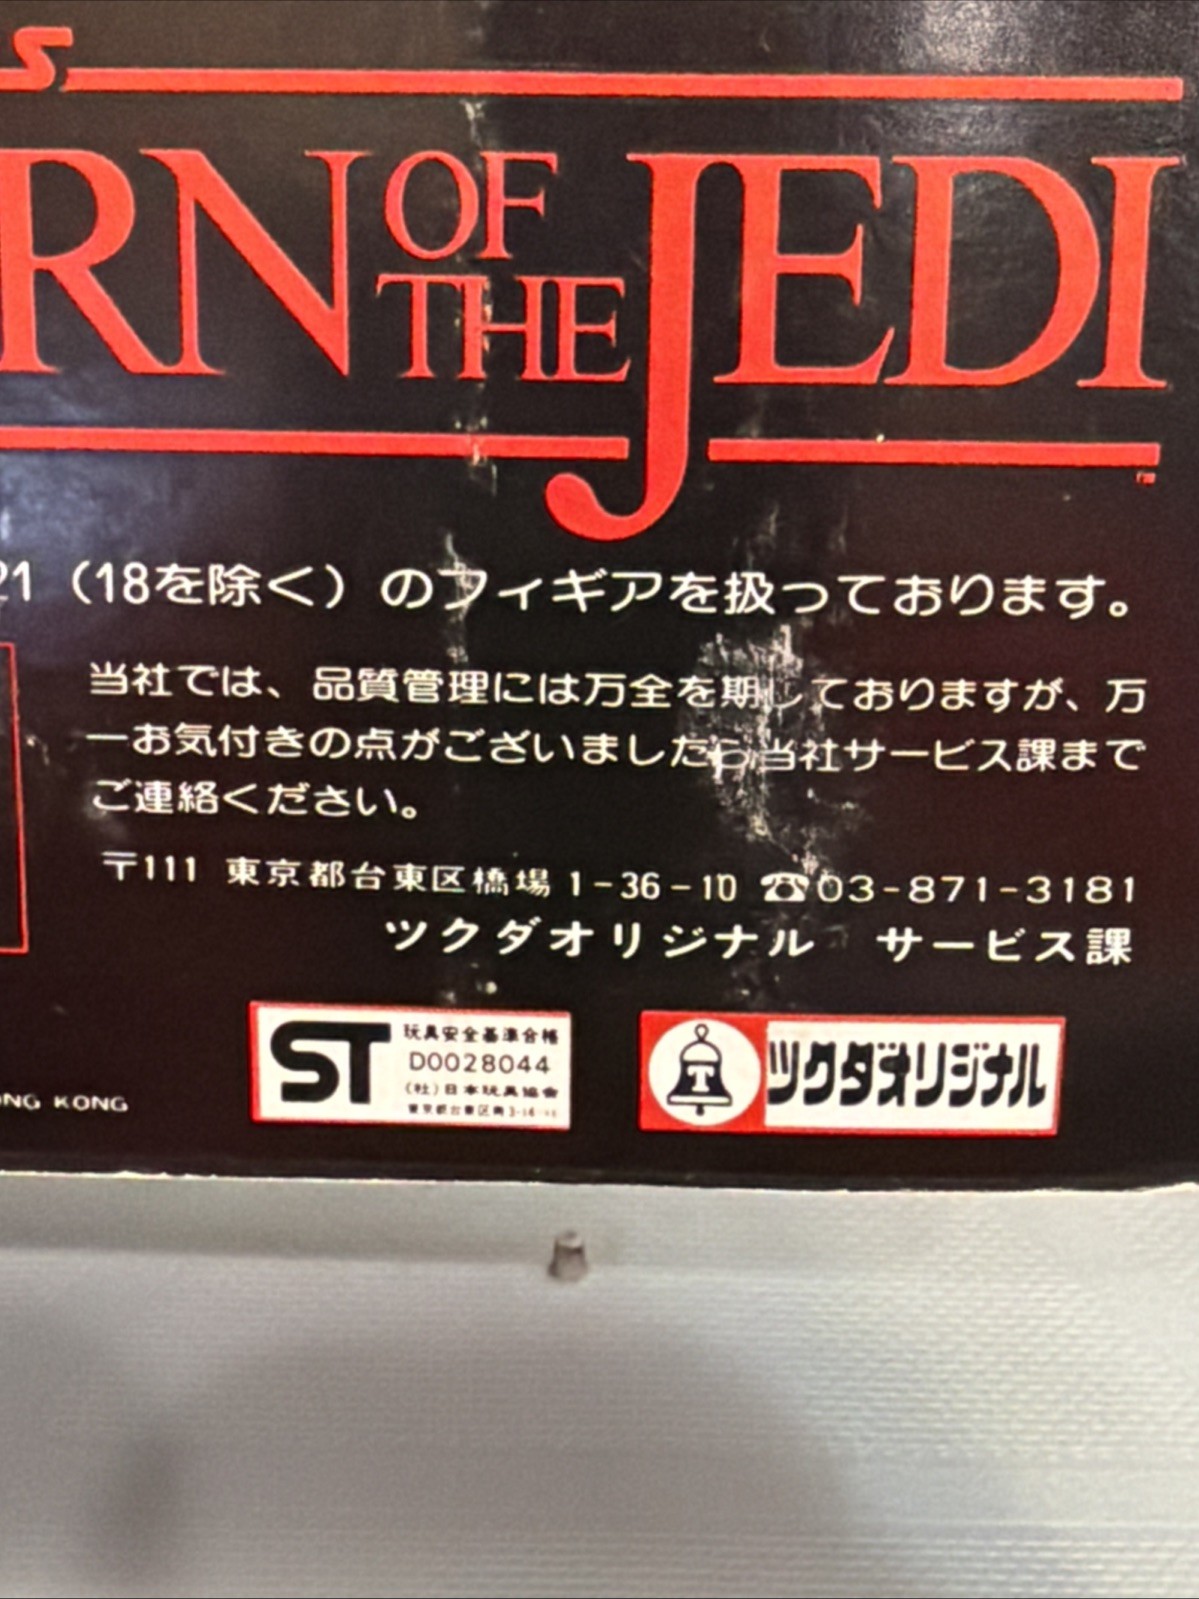 S
RN OF THE JEDI
TM
21（18を除く）のフィギアを扱っております。
当社では、品質管理には万全を期しておりますが、万
一お気付きの点がございましたら当社サービス課まで
ご連絡ください。
〒111 東京都台東区橋場1-36-10 ☎03-871-3181
ツクダオリジナル サービス課
ST
玩具安全基準合格
D0028044
(社)日本玩具協会
T
ツクダオリジナル
ONG KONG